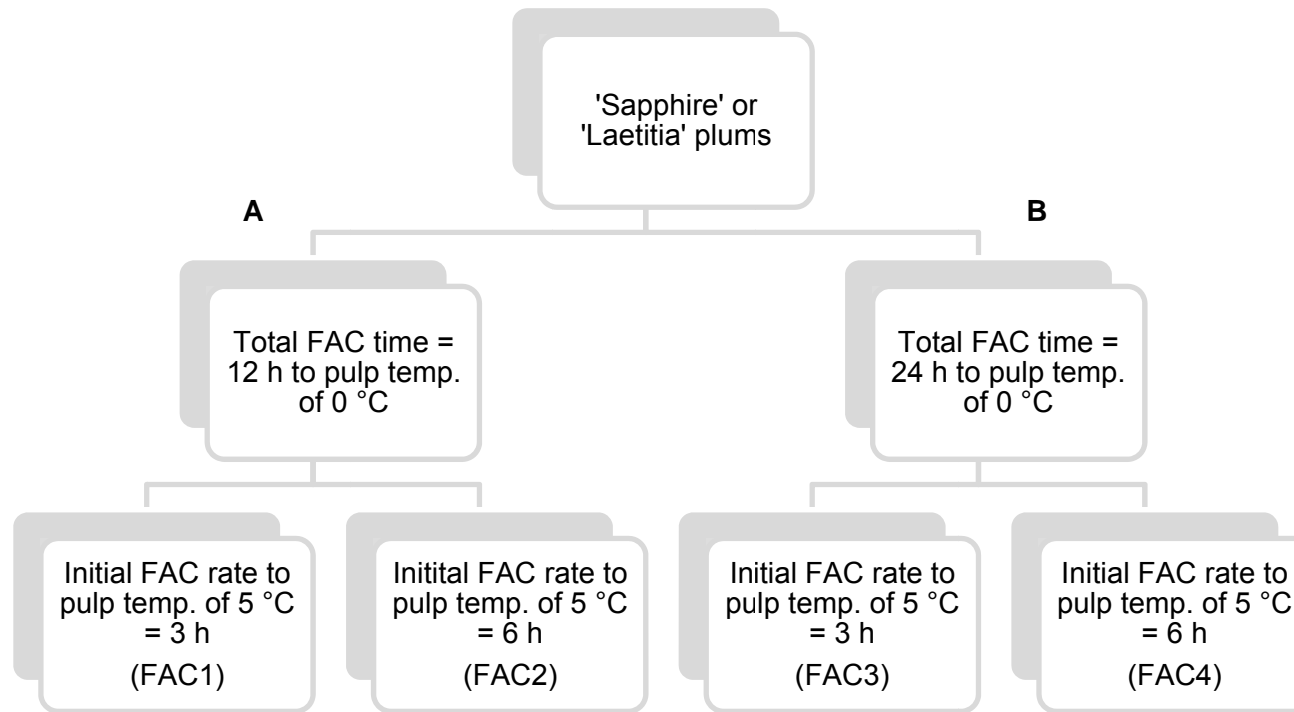 'Sapphire' or
'Laetitia' plums
A
B
Total FAC time =
12 h to pulp temp.
of 0 °C
Total FAC time =
24 h to pulp temp.
of 0 °C
Initial FAC rate to
pulp temp. of 5 °C
= 3 h
(FAC1)
Initital FAC rate to
pulp temp. of 5 °C
= 6 h
(FAC2)
Initial FAC rate to
pulp temp. of 5 °C
= 3 h
(FAC3)
Initial FAC rate to
pulp temp. of 5 °C
= 6 h
(FAC4)